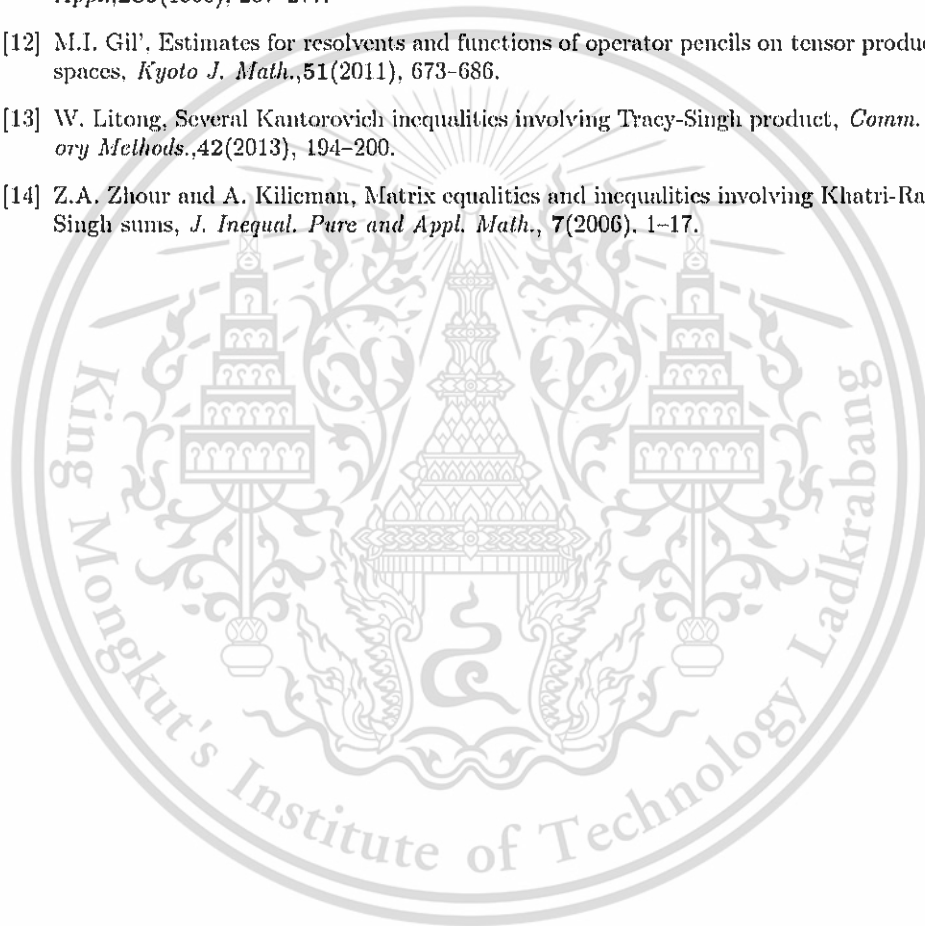 [12] M.I. Gil', Estimates for resolvents and functions of operator pencils on tensor produc
spaces, Kyoto J. Math.,51(2011), 673-686.
[13] W. Litong, Several Kantorovich inequalities involving Tracy-Singh product, Comm.
ory Methods.,42(2013), 194–200.
[14] Z.A. Zhour and A. Kilicman, Matrix equalities and inequalities involving Khatri-Ra
Singh sums, J. Inequal. Pure and Appl. Math., 7(2006). 1–17.
King Mongkut's Institute of Technology Ladkrabang